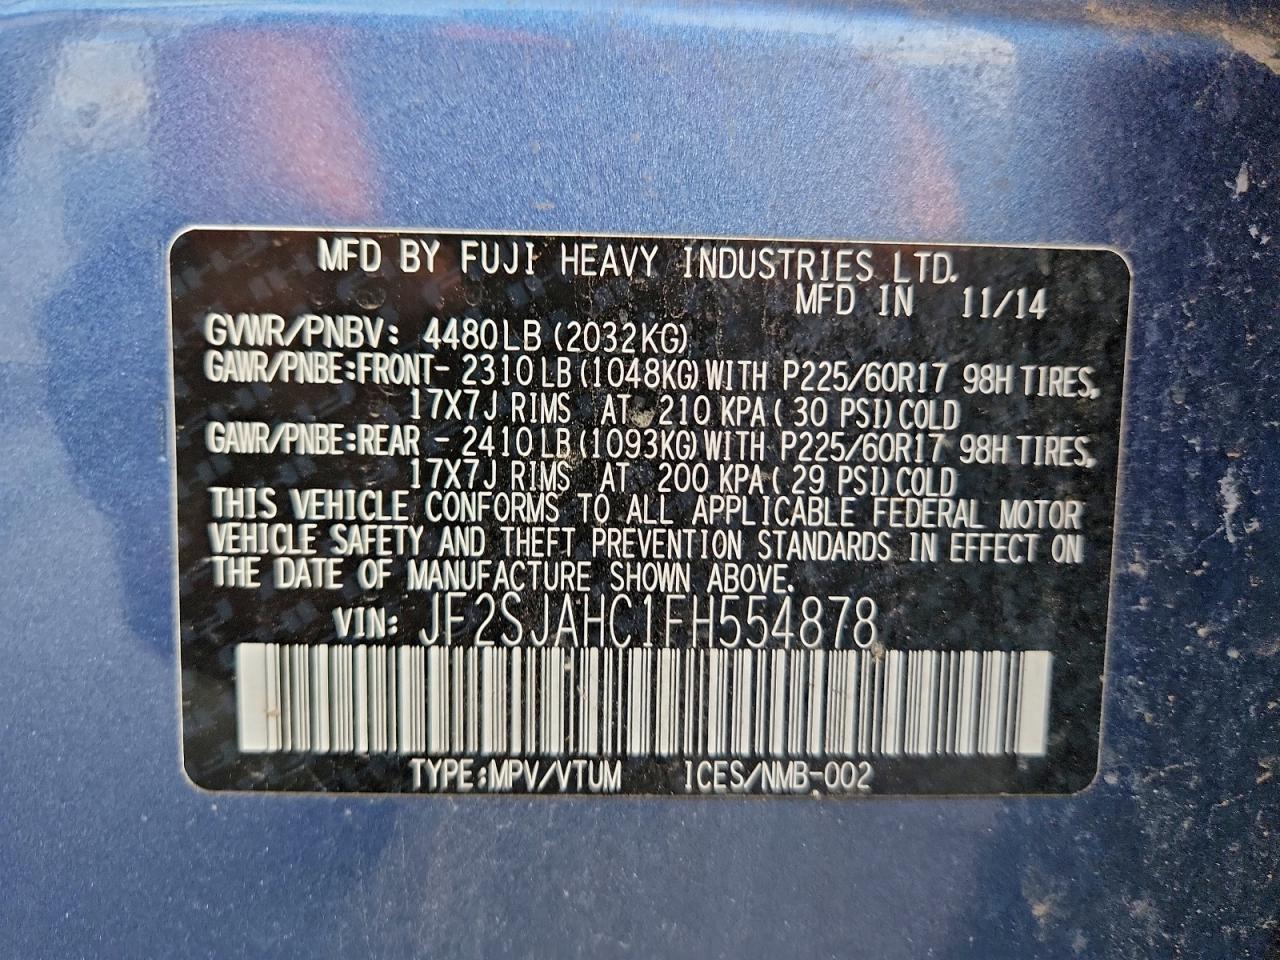 MFD BY FUJI HEAVY INDUSTRIES LTD.
MFD IN 11/14
GVWR/PNBV: 4480LB (2032KG)
GAWR/PNBE:FRONT- 2310 LB (1048KG) WITH P225/60R17 98H TIRES,
17X7J RIMS AT 210 KPA ( 30 PSI) COLD
GAWR/PNBE:REAR - 2410 LB (1093KG) WITH P225/60R17 98H TIRES,
17X7J RIMS AT 200 KPA ( 29 PSI) COLD
THIS VEHICLE CONFORMS TO ALL APPLICABLE FEDERAL MOTOR
VEHICLE SAFETY AND THEFT PREVENTION STANDARDS IN EFFECT ON
THE DATE OF MANUFACTURE SHOWN ABOVE.
VIN: JF2SJAHC1FH554878
TYPE:MPV/VTUM ICES/NMB-002